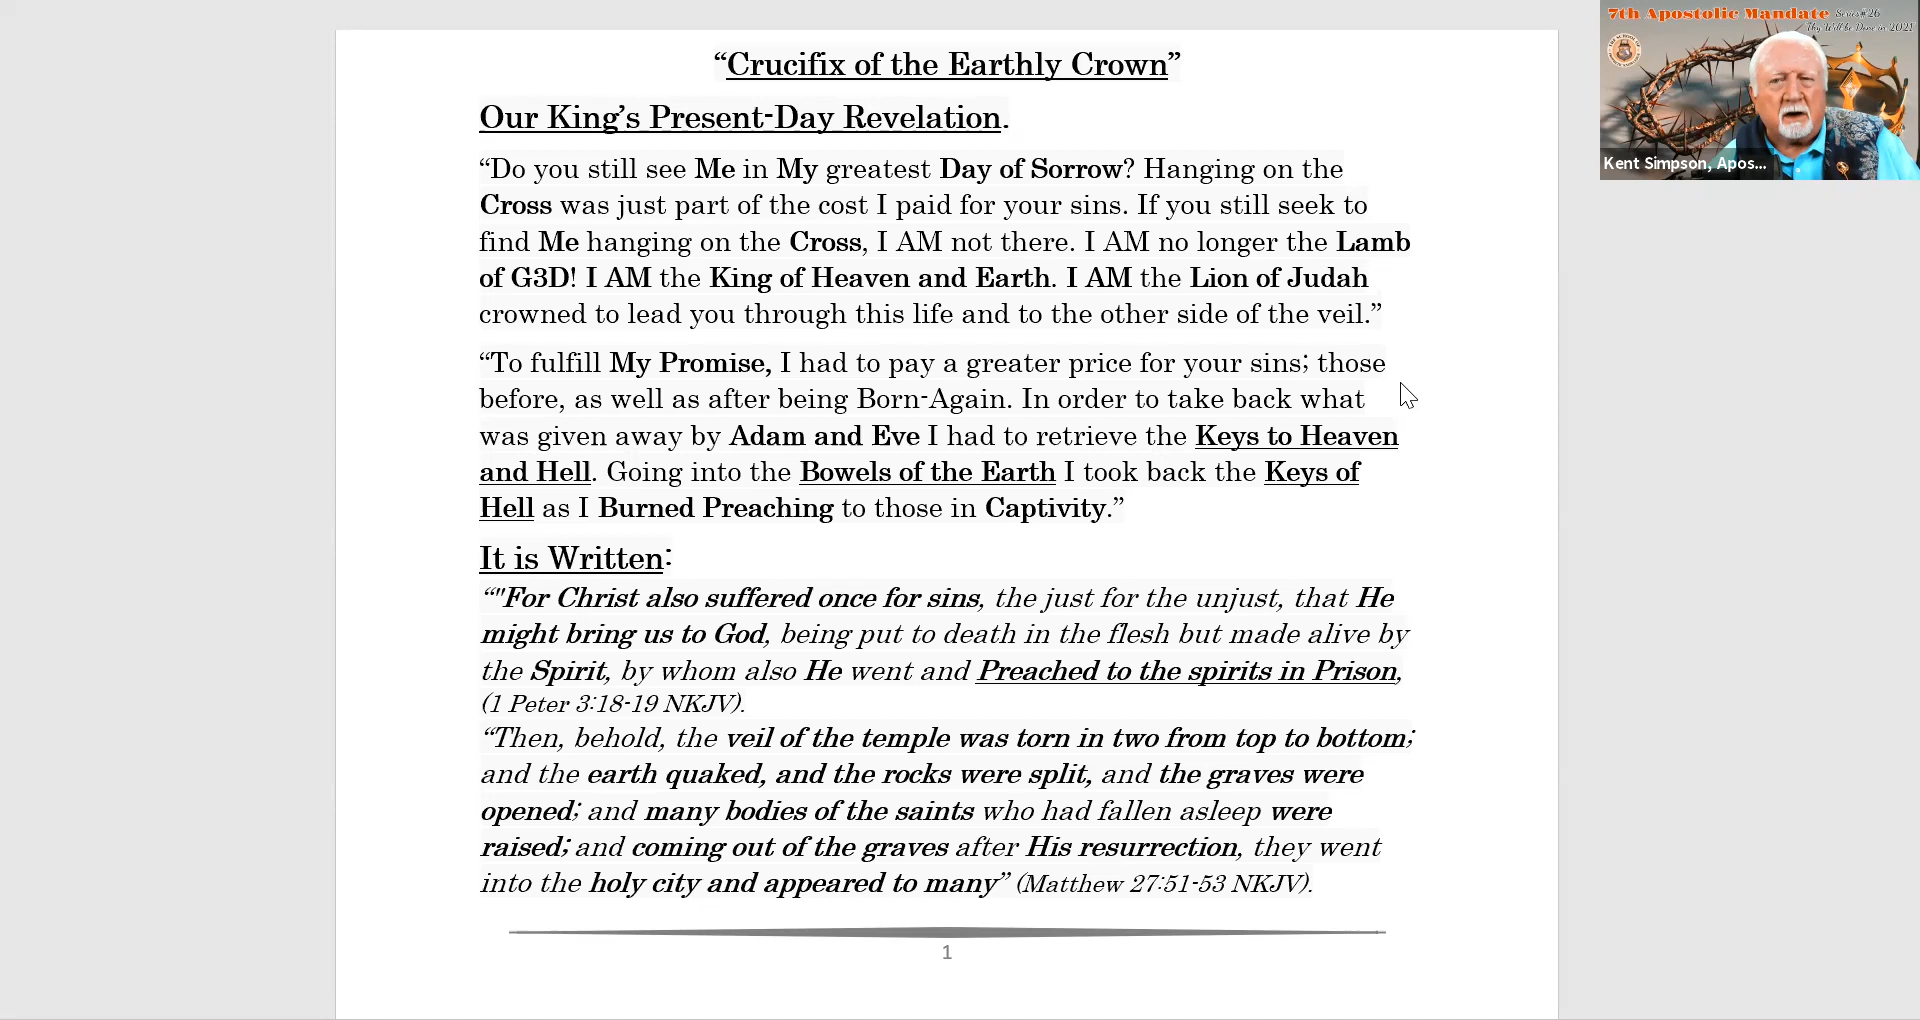 “Crucifix of the Earthly Crown”
Our King’s Present-Day Revelation.
“Do you still see Me in My greatest Day of Sorrow? Hanging on the
Cross was just part of the cost I paid for your sins. If you still seek to
find Me hanging on the Cross, I AM not there. I AM no longer the Lamb
of G3D! I AM the King of Heaven and Earth. I AM the Lion of Judah
crowned to lead you through this life and to the other side of the veil.”
“To fulfill My Promise, I had to pay a greater price for your sins; those
before, as well as after being Born-Again. In order to take back what
was given away by Adam and Eve I had to retrieve the Keys to Heaven
and Hell. Going into the Bowels of the Earth I took back the Keys of
Hell as I Burned Preaching to those in Captivity.”
It is Written:
“"For Christ also suffered once for sins, the just for the unjust, that He
might bring us to God, being put to death in the flesh but made alive by
the Spirit, by whom also He went and Preached to the spirits in Prison,
(1 Peter 3:18-19 NKJV).
“Then, behold, the veil of the temple was torn in two from top to bottom;
and the earth quaked, and the rocks were split, and the graves were
opened; and many bodies of the saints who had fallen asleep were
raised; and coming out of the graves after His resurrection, they went
into the holy city and appeared to many” (Matthew 27:51-53 NKJV).
1
7th Apostolic Mandate Series#26
Thy Will be Done in 2021
Kent Simpson, Apos...